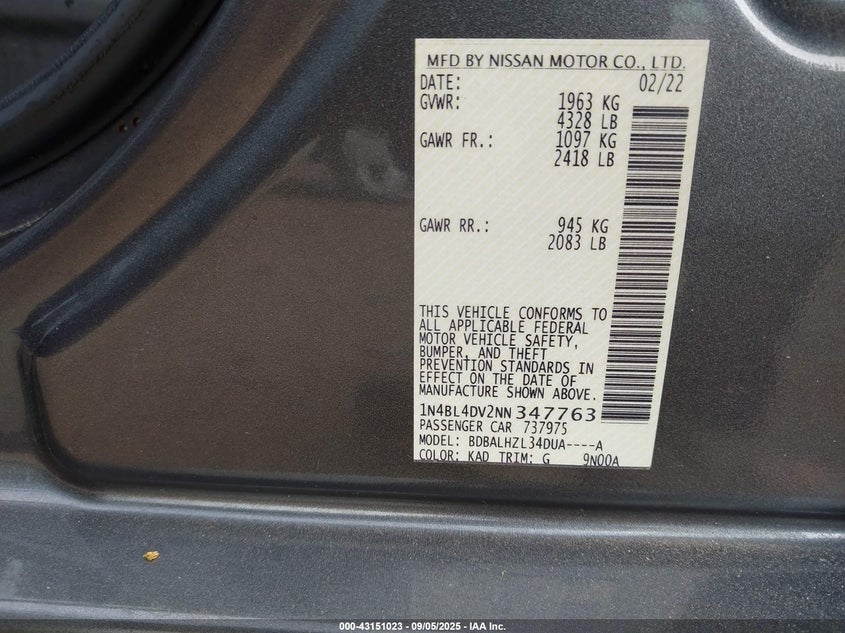 MFD BY NISSAN MOTOR CO., LTD.
DATE: 02/22
GVWR: 1963 KG
4328 LB
GAWR FR.: 1097 KG
2418 LB
GAWR RR.: 945 KG
2083 LB
THIS VEHICLE CONFORMS TO
ALL APPLICABLE FEDERAL
MOTOR VEHICLE SAFETY,
BUMPER, AND THEFT
PREVENTION STANDARDS IN
EFFECT ON THE DATE OF
MANUFACTURE SHOWN ABOVE.
1N4BL4DV2NN347763
PASSENGER CAR 737975
MODEL: BDBALHZL34DUA----A
COLOR: KAD TRIM: G 9N00A
000-43151023 - 09/05/2025 - IAA Inc.